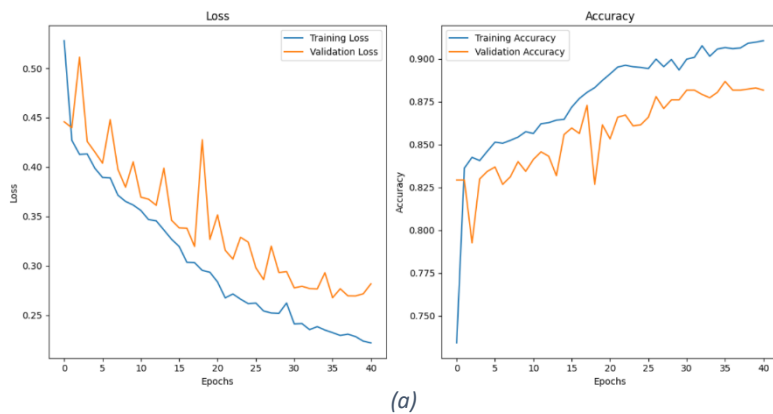 Loss
Training Loss
Validation Loss
0.50
0.45
0.40
0.35
0.30
0.25
Loss
0 5 10 15 20 25 30 35 40
Epochs
Accuracy
Training Accuracy
Validation Accuracy
0.900
0.875
0.850
0.825
0.800
0.775
0.750
Accuracy
0 5 10 15 20 25 30 35 40
Epochs
(a)